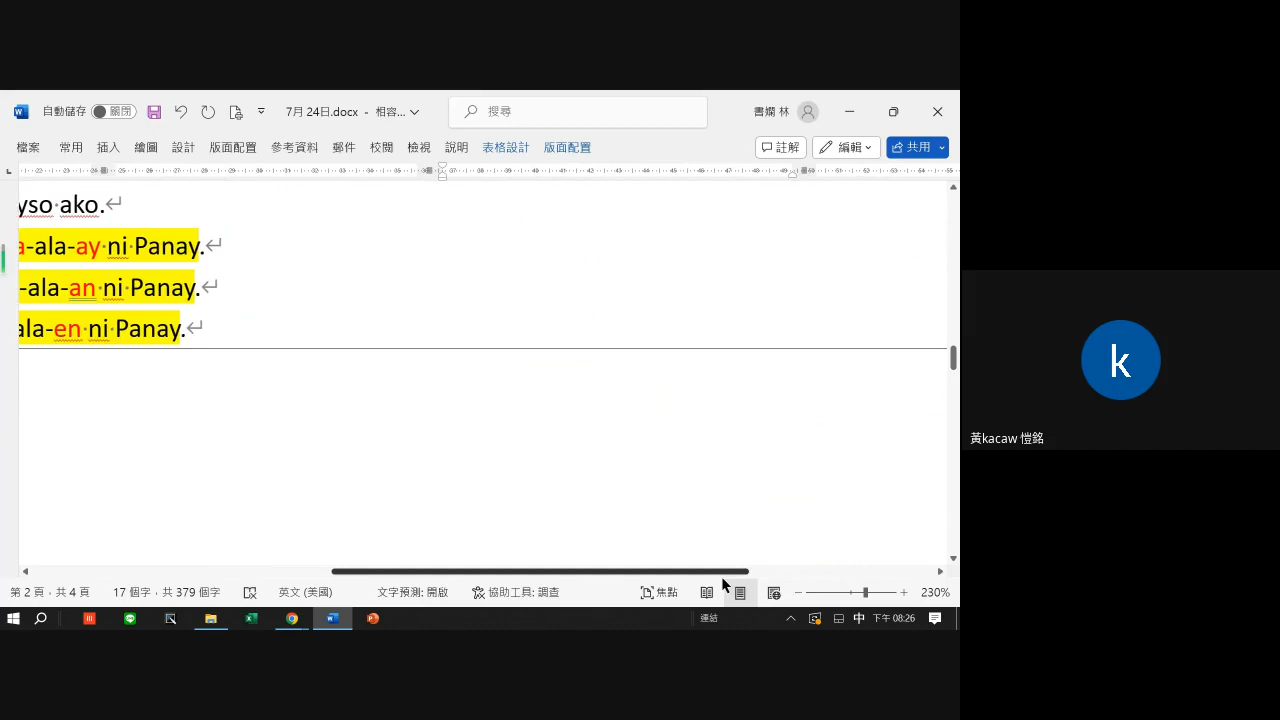 自動儲存 關閉 7月 24日.docx - 相容... 搜尋 書嫻 林
檔案 常用 插入 繪圖 設計 版面配置 參考資料 郵件 校閱 檢視 說明 表格設計 版面配置 註解 編輯 共用
yso ako.
a-ala-ay ni Panay.
-ala-an ni Panay.
ala-en ni Panay.
k
黃kacaw 愷銘
第 2 頁,共 4 頁 17 個字,共 379 個字 英文 (美國) 文字預測: 開啟 協助工具: 調查 焦點 230%
連結 中 下午 08:26